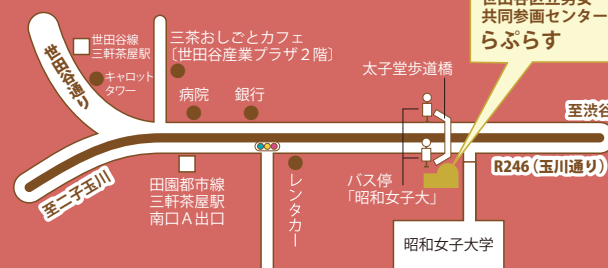 世田谷区立男女
共同参画センター
らぷらす
世田谷線
三軒茶屋駅
キャロット
タワー
世田谷通り
三茶おしごとカフェ
〔世田谷産業プラザ2階〕
病院
銀行
太子堂歩道橋
至渋谷
R246（玉川通り）
至二子玉川
田園都市線
三軒茶屋駅
南口A出口
レンタカー
バス停
「昭和女子大」
昭和女子大学